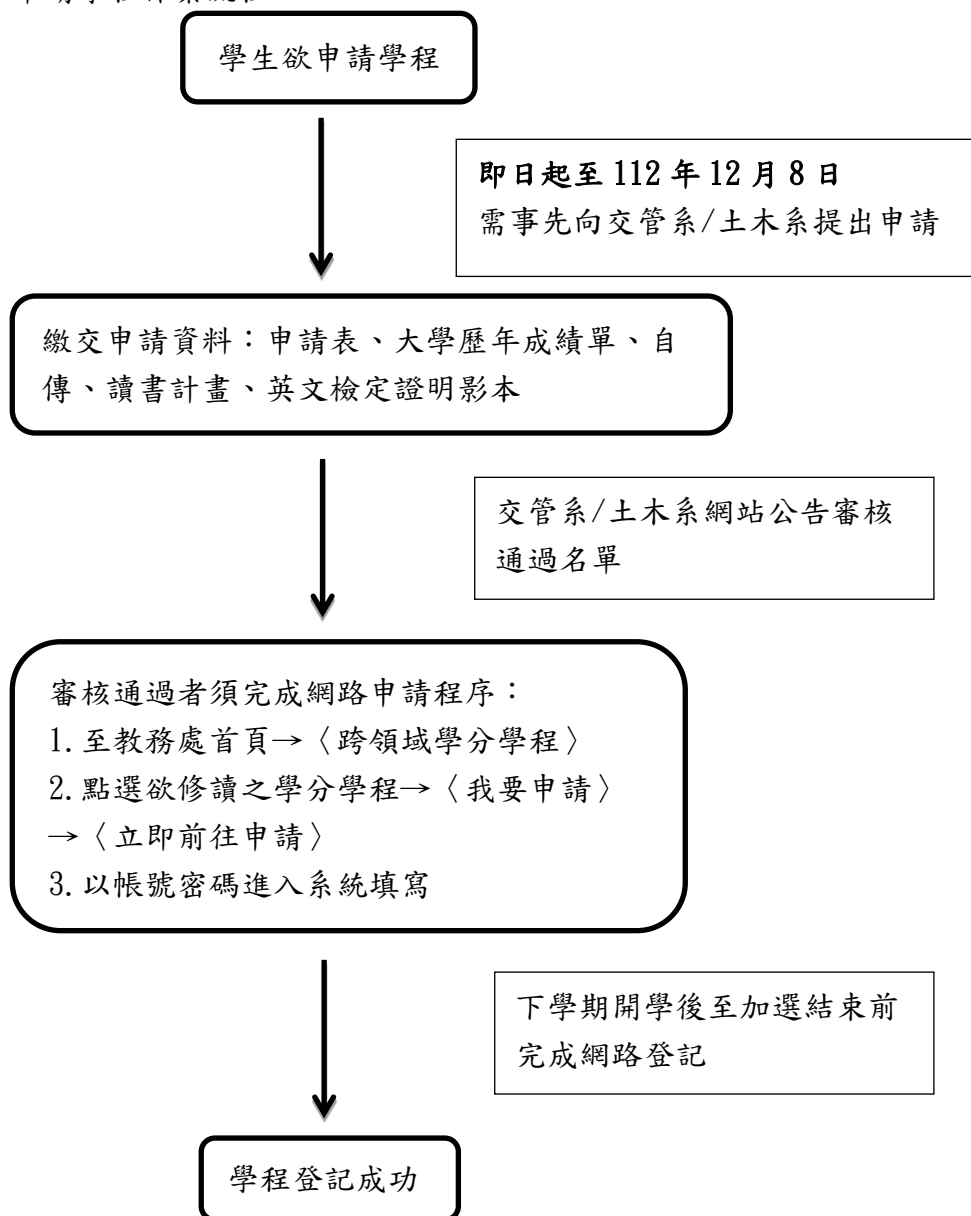 學生欲申請學程
即日起至 112 年 12 月 8 日
需事先向交管系/土木系提出申請
繳交申請資料：申請表、大學歷年成績單、自
傳、讀書計畫、英文檢定證明影本
交管系/土木系網站公告審核
通過名單
審核通過者須完成網路申請程序：
1. 至教務處首頁→〈跨領域學分學程〉
2. 點選欲修讀之學分學程→〈我要申請〉
→〈立即前往申請〉
3. 以帳號密碼進入系統填寫
下學期開學後至加選結束前
完成網路登記
學程登記成功